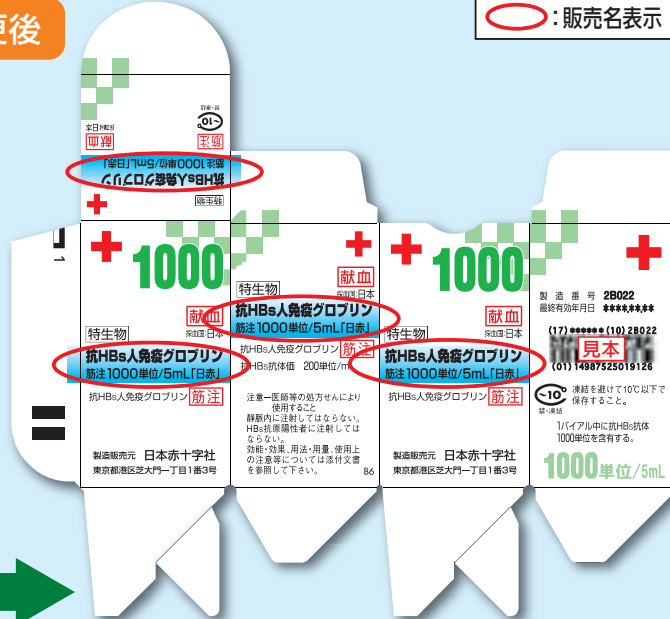 更後
:販売名表示
禁・凍結
~10°
採血国:日本
献血
筋注
抗HBs人免疫グロブリン
筋注1000単位/5mL「日赤」
特生物
1
1000
献血
採血国:日本
特生物
抗HBs人免疫グロブリン
筋注1000単位/5mL「日赤」
抗HBs人免疫グロブリン 筋注
製造販売元 日本赤十字社
東京都港区芝大門一丁目1番3号
献血
採血国:日本
特生物
抗HBs人免疫グロブリン
筋注1000単位/5mL「日赤」
抗HBs人免疫グロブリン 筋注
抗HBs抗体価 200単位/m
注意-医師等の処方せんにより
使用すること
静脈内に注射してはならない。
HBs抗原陽性者に注射しては
ならない。
効能・効果、用法・用量、使用上
の注意等については添付文書
を参照して下さい。
B6
1000
献血
採血国:日本
特生物
抗HBs人免疫グロブリン
筋注1000単位/5mL「日赤」
抗HBs人免疫グロブリン 筋注
製造販売元 日本赤十字社
東京都港区芝大門一丁目1番3号
製造番号 2B022
最終有効年月日 ******.**.**
(17)******(10)2B022
見本
(01)14987525019126
~10°
禁・凍結
凍結を避けて10℃以下で
保存すること。
1バイアル中に抗HBs抗体
1000単位を含有する。
1000単位/5mL